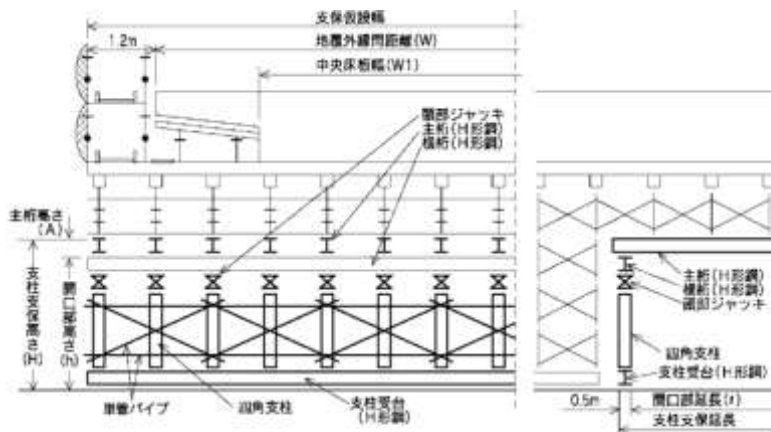 支保仮設幅
1.2m
地覆外縁間距離(W)
中央床板幅(W1)
頭部ジャッキ
主桁(H形鋼)
横桁(H形鋼)
主桁高さ
(A)
支柱支保高さ
(H)
開口部高さ
(h)
単管パイプ
四角支柱
支柱受台
(H形鋼)
主桁(H形鋼)
横桁(H形鋼)
頭部ジャッキ
四角支柱
支柱受台(H形鋼)
0.5m
開口部延長(r)
支柱支保延長